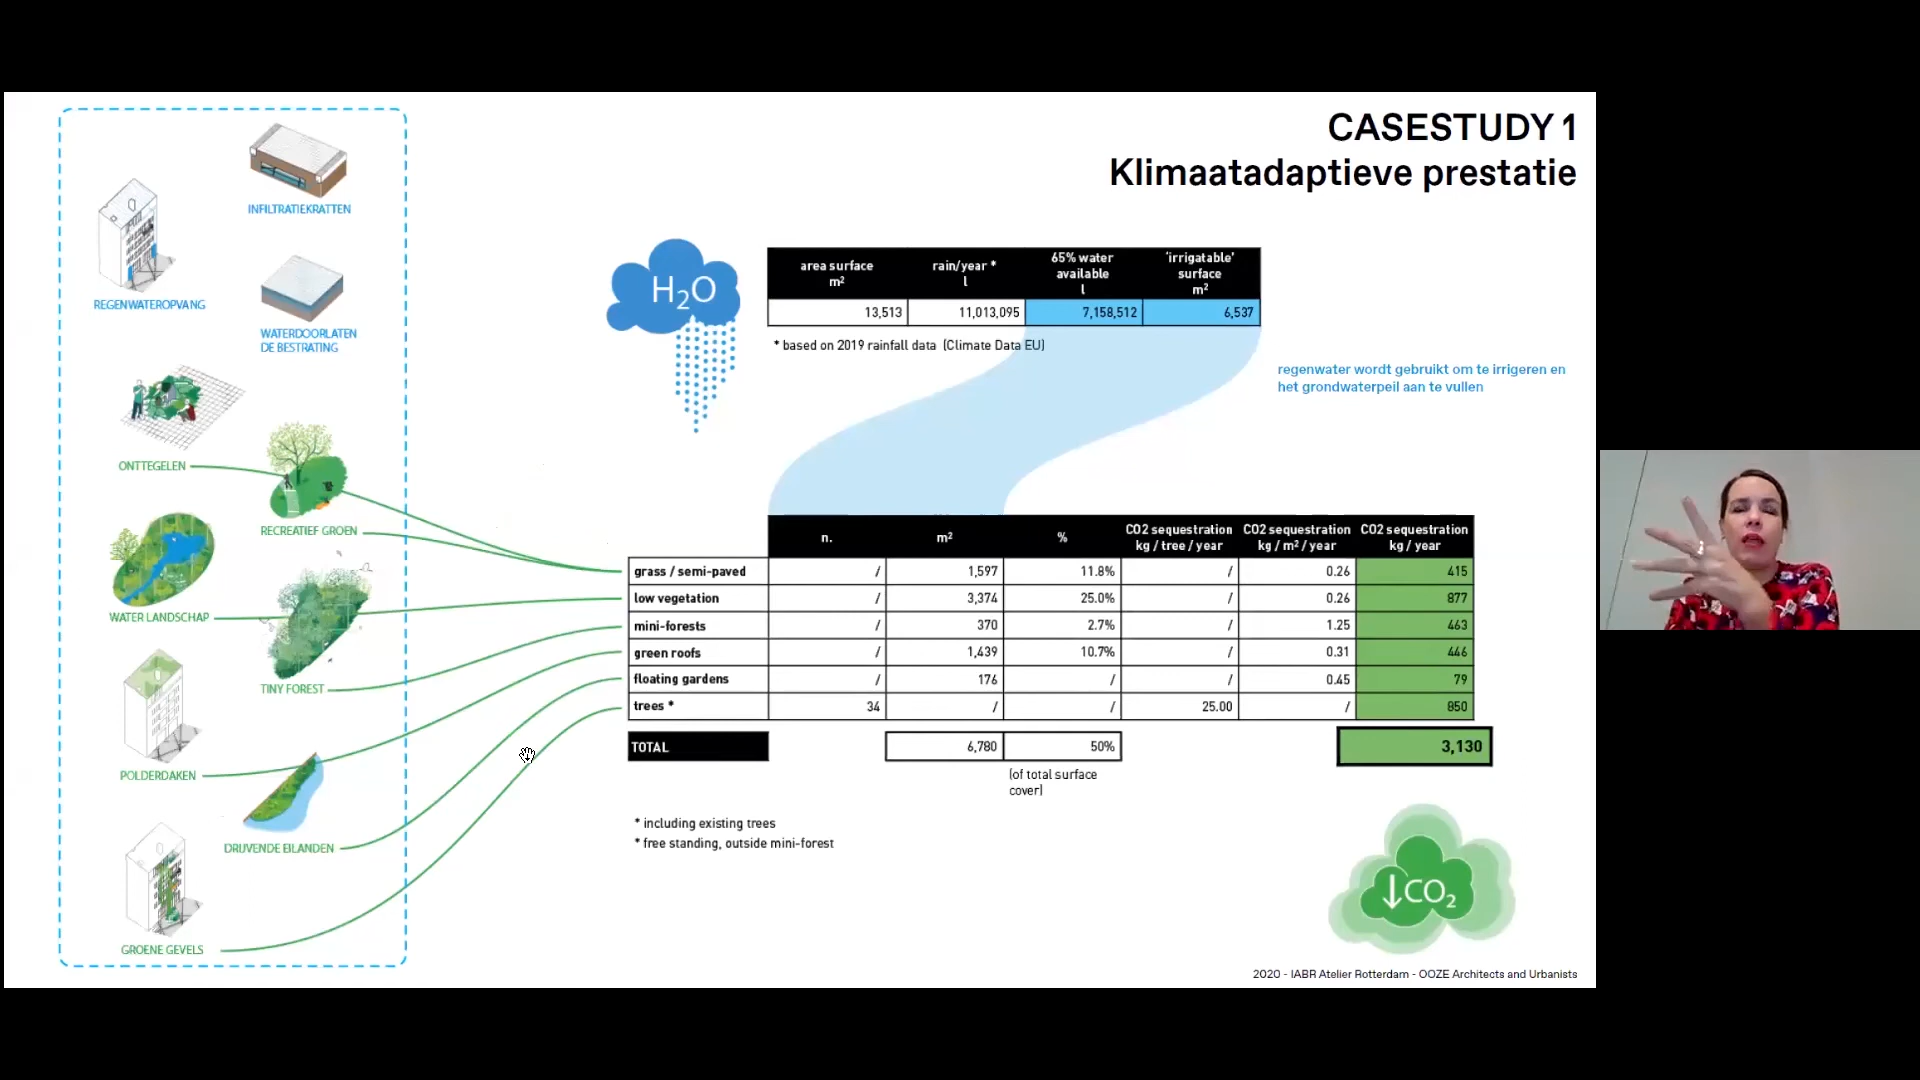 CASESTUDY 1
Klimaatadaptieve prestatie
INFILTRATIEKRATTEN
REGENWATEROPVANG
WATERDOORLATEN
DE BESTRATING
ONTTEGELEN
RECREATIEF GROEN
WATER LANDSCHAP
TINY FOREST
POLDERDAKEN
DRIJVENDE EILANDEN
GROENE GEVELS
H₂O
area surface m² rain/year * l 65% water available l 'irrigatable' surface m²
13,513 11,013,095 7,158,512 6,537
* based on 2019 rainfall data (Climate Data EU)
regenwater wordt gebruikt om te irrigeren en
het grondwaterpeil aan te vullen
n. m² % CO2 sequestration kg / tree / year CO2 sequestration kg / m² / year CO2 sequestration kg / year
grass / semi-paved / 1,597 11.8% / 0.26 415
low vegetation / 3,374 25.0% / 0.26 877
mini-forests / 370 2.7% / 1.25 463
green roofs / 1,439 10.7% / 0.31 446
floating gardens / 176 / / 0.45 79
trees * 34 / / 25.00 / 850
TOTAL 6,780 50% 3,130
(of total surface
cover)
* including existing trees
* free standing, outside mini-forest
↓CO₂
2020 - IABR Atelier Rotterdam - OOZE Architects and Urbanists